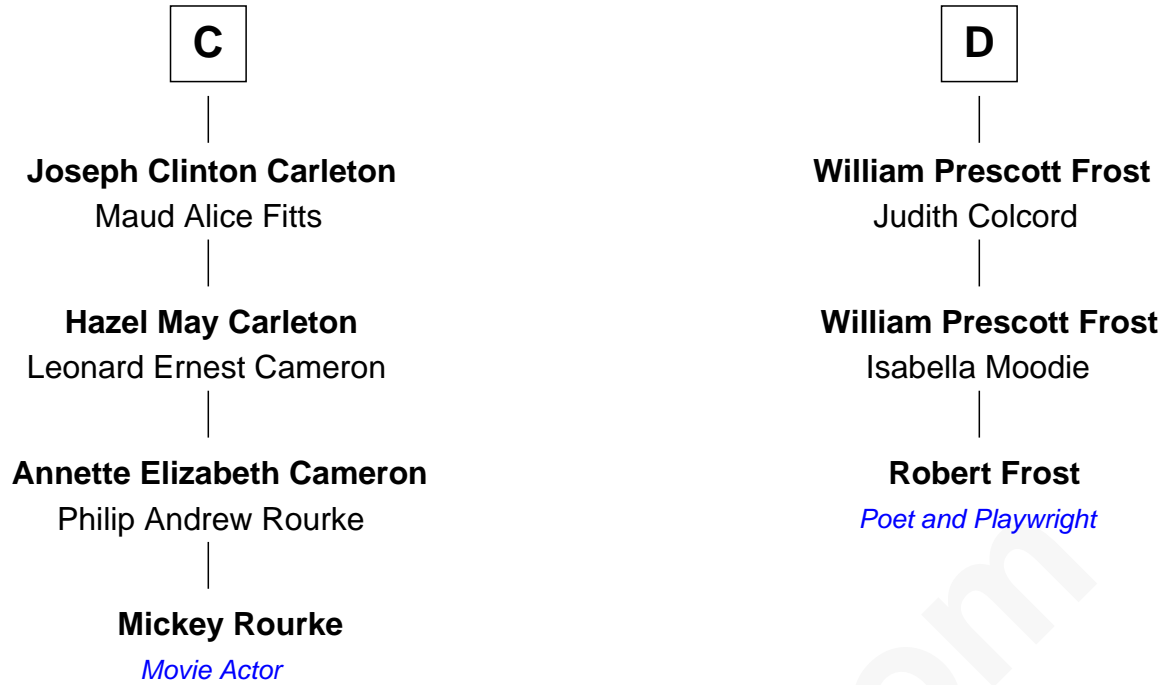 C
Joseph Clinton Carleton
Maud Alice Fitts
Hazel May Carleton
Leonard Ernest Cameron
Annette Elizabeth Cameron
Philip Andrew Rourke
Mickey Rourke
Movie Actor
D
William Prescott Frost
Judith Colcord
William Prescott Frost
Isabella Moodie
Robert Frost
Poet and Playwright
om